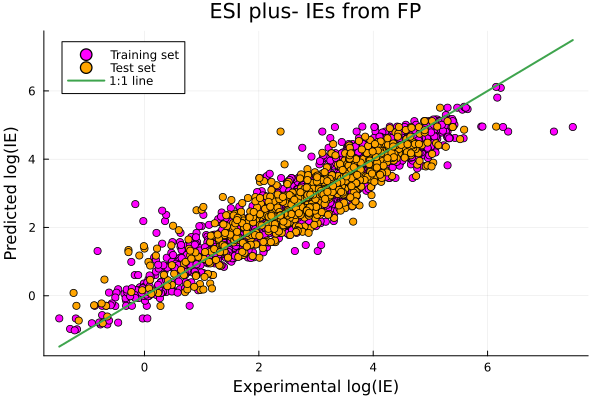 ESI plus- IEs from FP
Training set
Test set
1:1 line
Predicted log(IE)
6
4
2
0
0
2
4
6
Experimental log(IE)